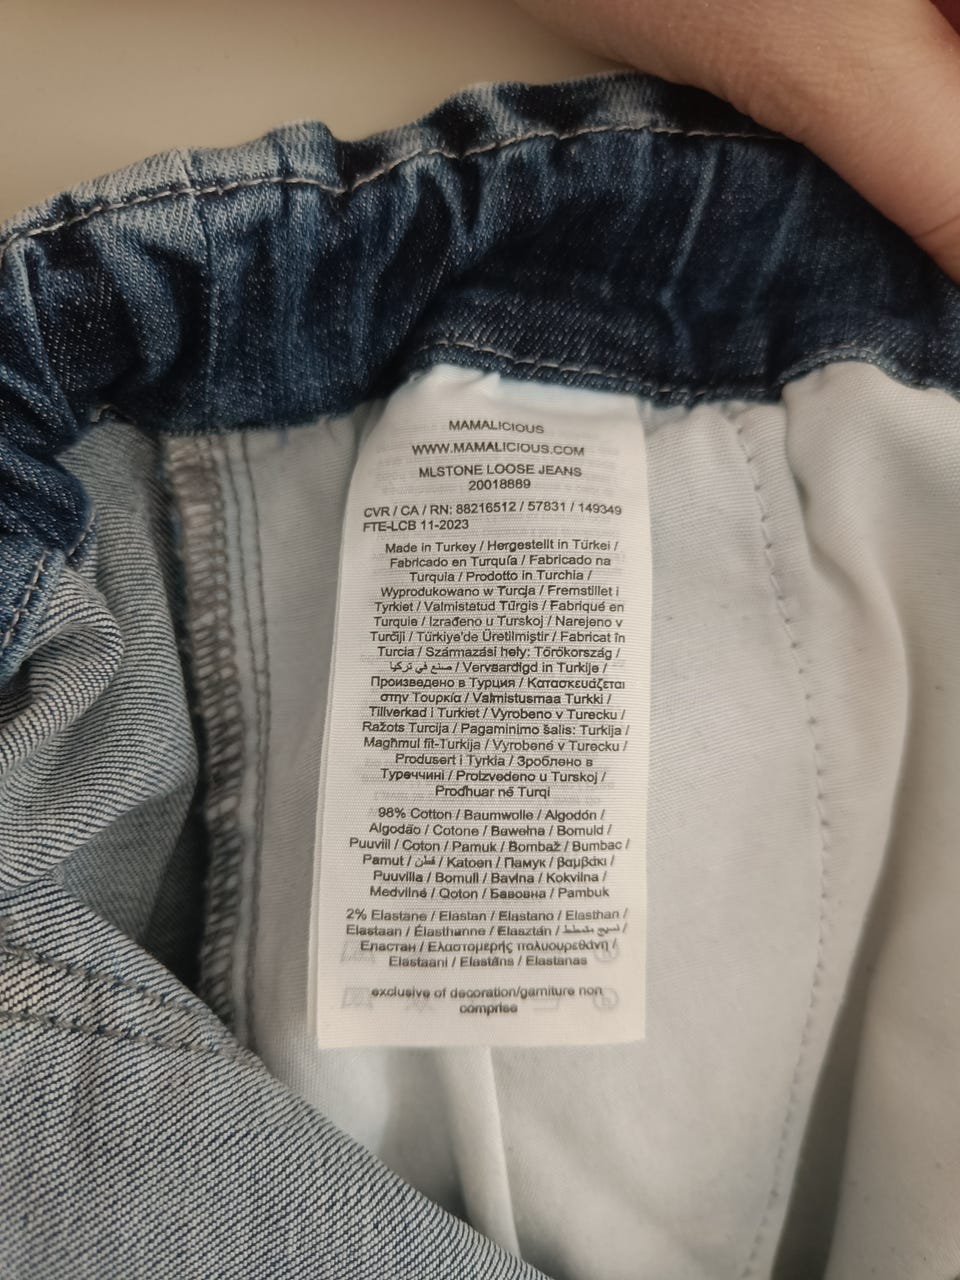 MAMALICIOUS
WWW.MAMALICIOUS.COM
MLSTONE LOOSE JEANS
20018689
CVR / CA / RN: 88216512 / 57831 / 149349
FTE-LCB 11-2023
Made in Turkey / Hergestellt in Türkei /
Fabricado en Turquía / Fabricado na
Turquia / Prodotto in Turchia /
Wyprodukowano w Turcja / Fremstillet i
Tyrkiet / Valmistatud Türgis / Fabriqué en
Turquie / Izrađeno u Turskoj / Narejeno v
Turčiji / Türkiye'de Üretilmiştir / Fabricat în
Turcia / Származási hely: Törökország /
صنع في تركيا / Vervaardigd in Turkije /
Произведено в Турция / Κατασκευάζεται
στην Τουρκία / Valmistusmaa Turkki /
Tillverkad i Turkiet / Vyrobeno v Turecku /
Ražots Turcija / Pagaminimo šalis: Turkija /
Magħmul fit-Turkija / Vyrobené v Turecku /
Produsert i Tyrkia / Зроблено в
Туреччині / Proizvedeno u Turskoj /
Prodhuar në Turqi
98% Cotton / Baumwolle / Algodón /
Algodão / Cotone / Bawełna / Bomuld /
Puuvill / Coton / Pamuk / Bombaž / Bumbac /
Pamut / قطن / Katoen / Памук / βαμβάκι /
Puuvilla / Bomull / Bavlna / Kokvilna /
Medvilnė / Qoton / Бавовна / Pambuk
2% Elastane / Elastan / Elastano / Elasthan /
Elastaan / Élasthanne / Elasztán /
Еластан / Ελαστομερής πολυουρεθάνη /
Elastaani / Elastāns / Elastanas
exclusive of decoration/garniture non
comprise